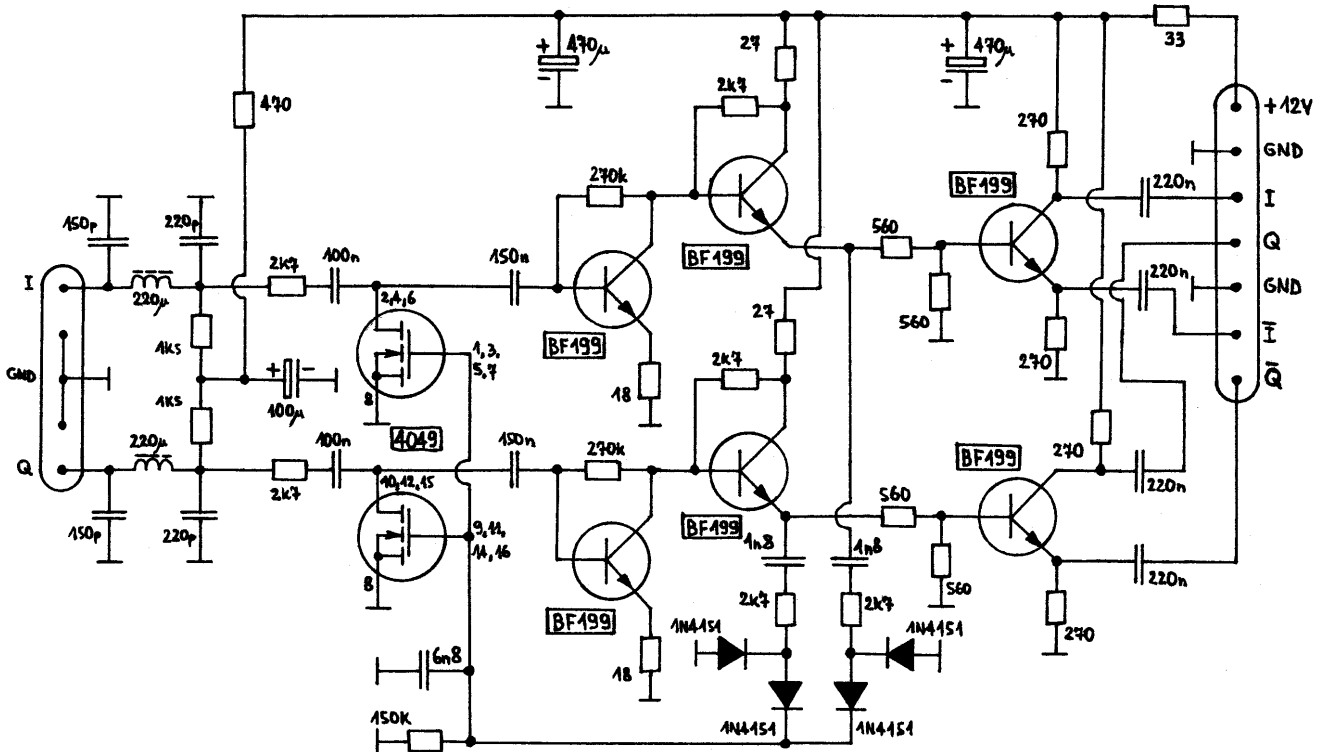 33
27
470µ
470µ
+
-
+
-
2k7
470
270
+12V
GND
BF199
220n
I
270k
150p
220p
560
Q
BF199
100n
150n
2k7
220n
I
GND
2,4,6
220µ
560
27
Ī
1k5
1,3,
5,7
BF199
270
2k7
GND
+
-
18
Q̄
1k5
100µ
8
4049
220µ
100n
150n
270k
270
BF199
Q
10,12,15
2k7
560
220n
BF199
9,11,
14,16
150p
220p
1n8
1n8
8
560
220n
2k7
2k7
BF199
1N4151
1N4151
270
6n8
18
150k
1N4151
1N4151